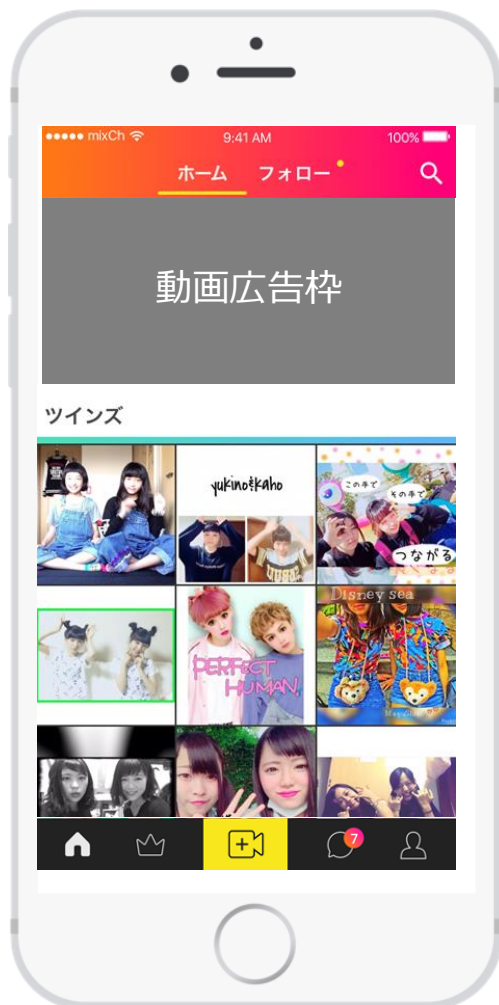 mixCh
9:41 AM
100%
ホーム フォロー
動画広告枠
ツインズ
yukino&kaho
この手で
その手で
つながる
PERFECT
HUMAN
Disney sea
7